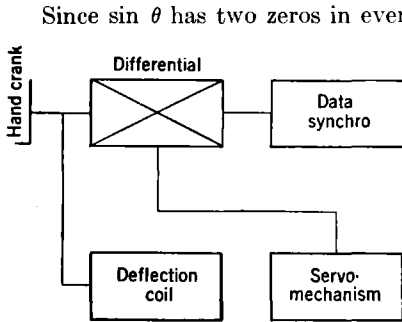 Since sin θ has two zeros in ever
Differential
Hand crank
Data
synchro
Deflection
coil
Servo-
mechanism